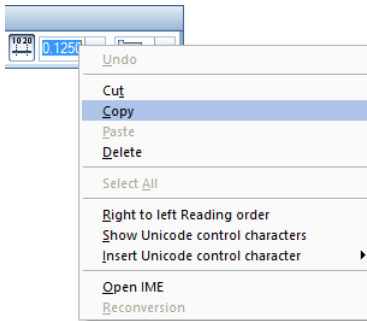 10 20
0.1250
Undo
Cut
Copy
Paste
Delete
Select All
Right to left Reading order
Show Unicode control characters
Insert Unicode control character
Open IME
Reconversion